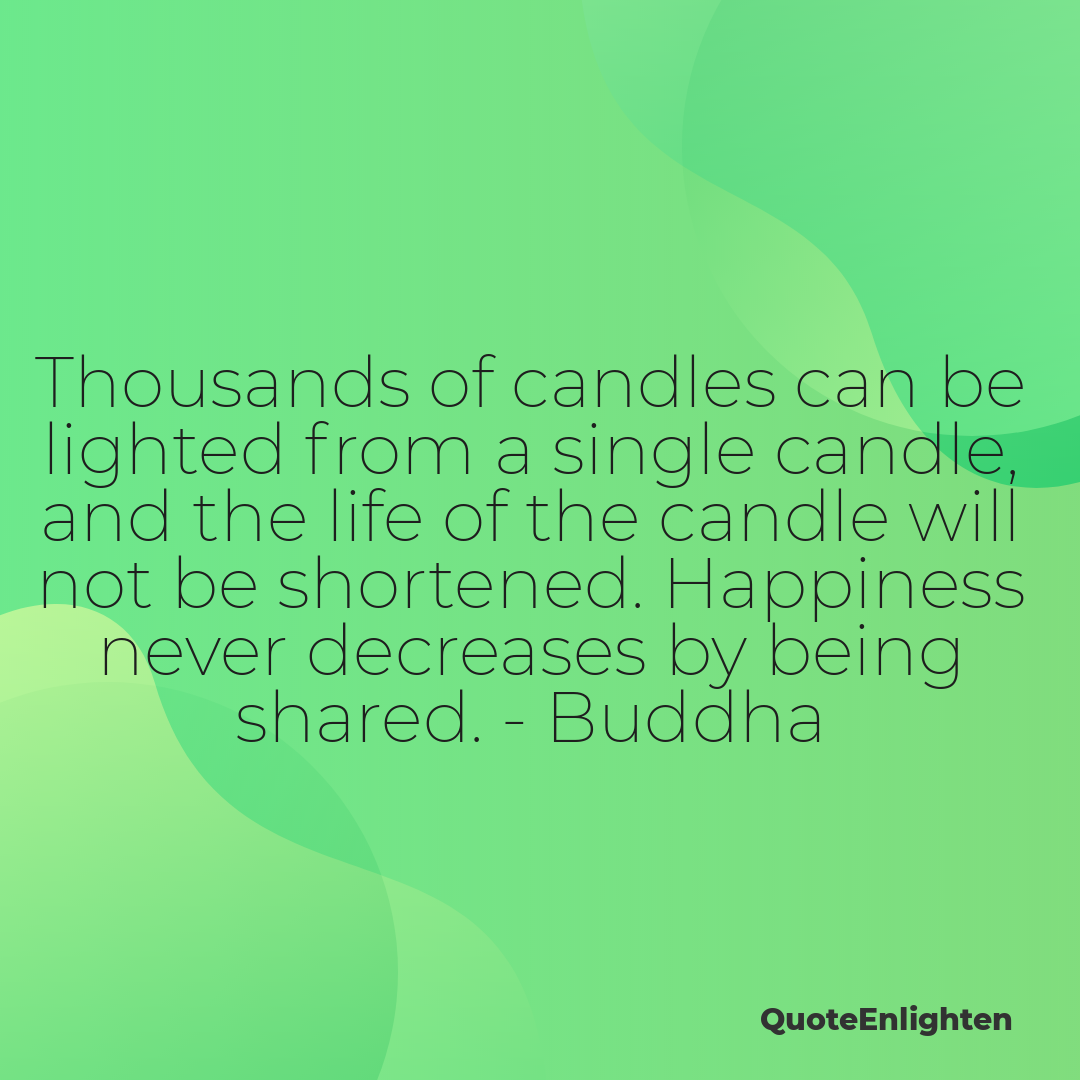 Thousands of candles can be
lighted from a single candle,
and the life of the candle will
not be shortened. Happiness
never decreases by being
shared. - Buddha
QuoteEnlighten